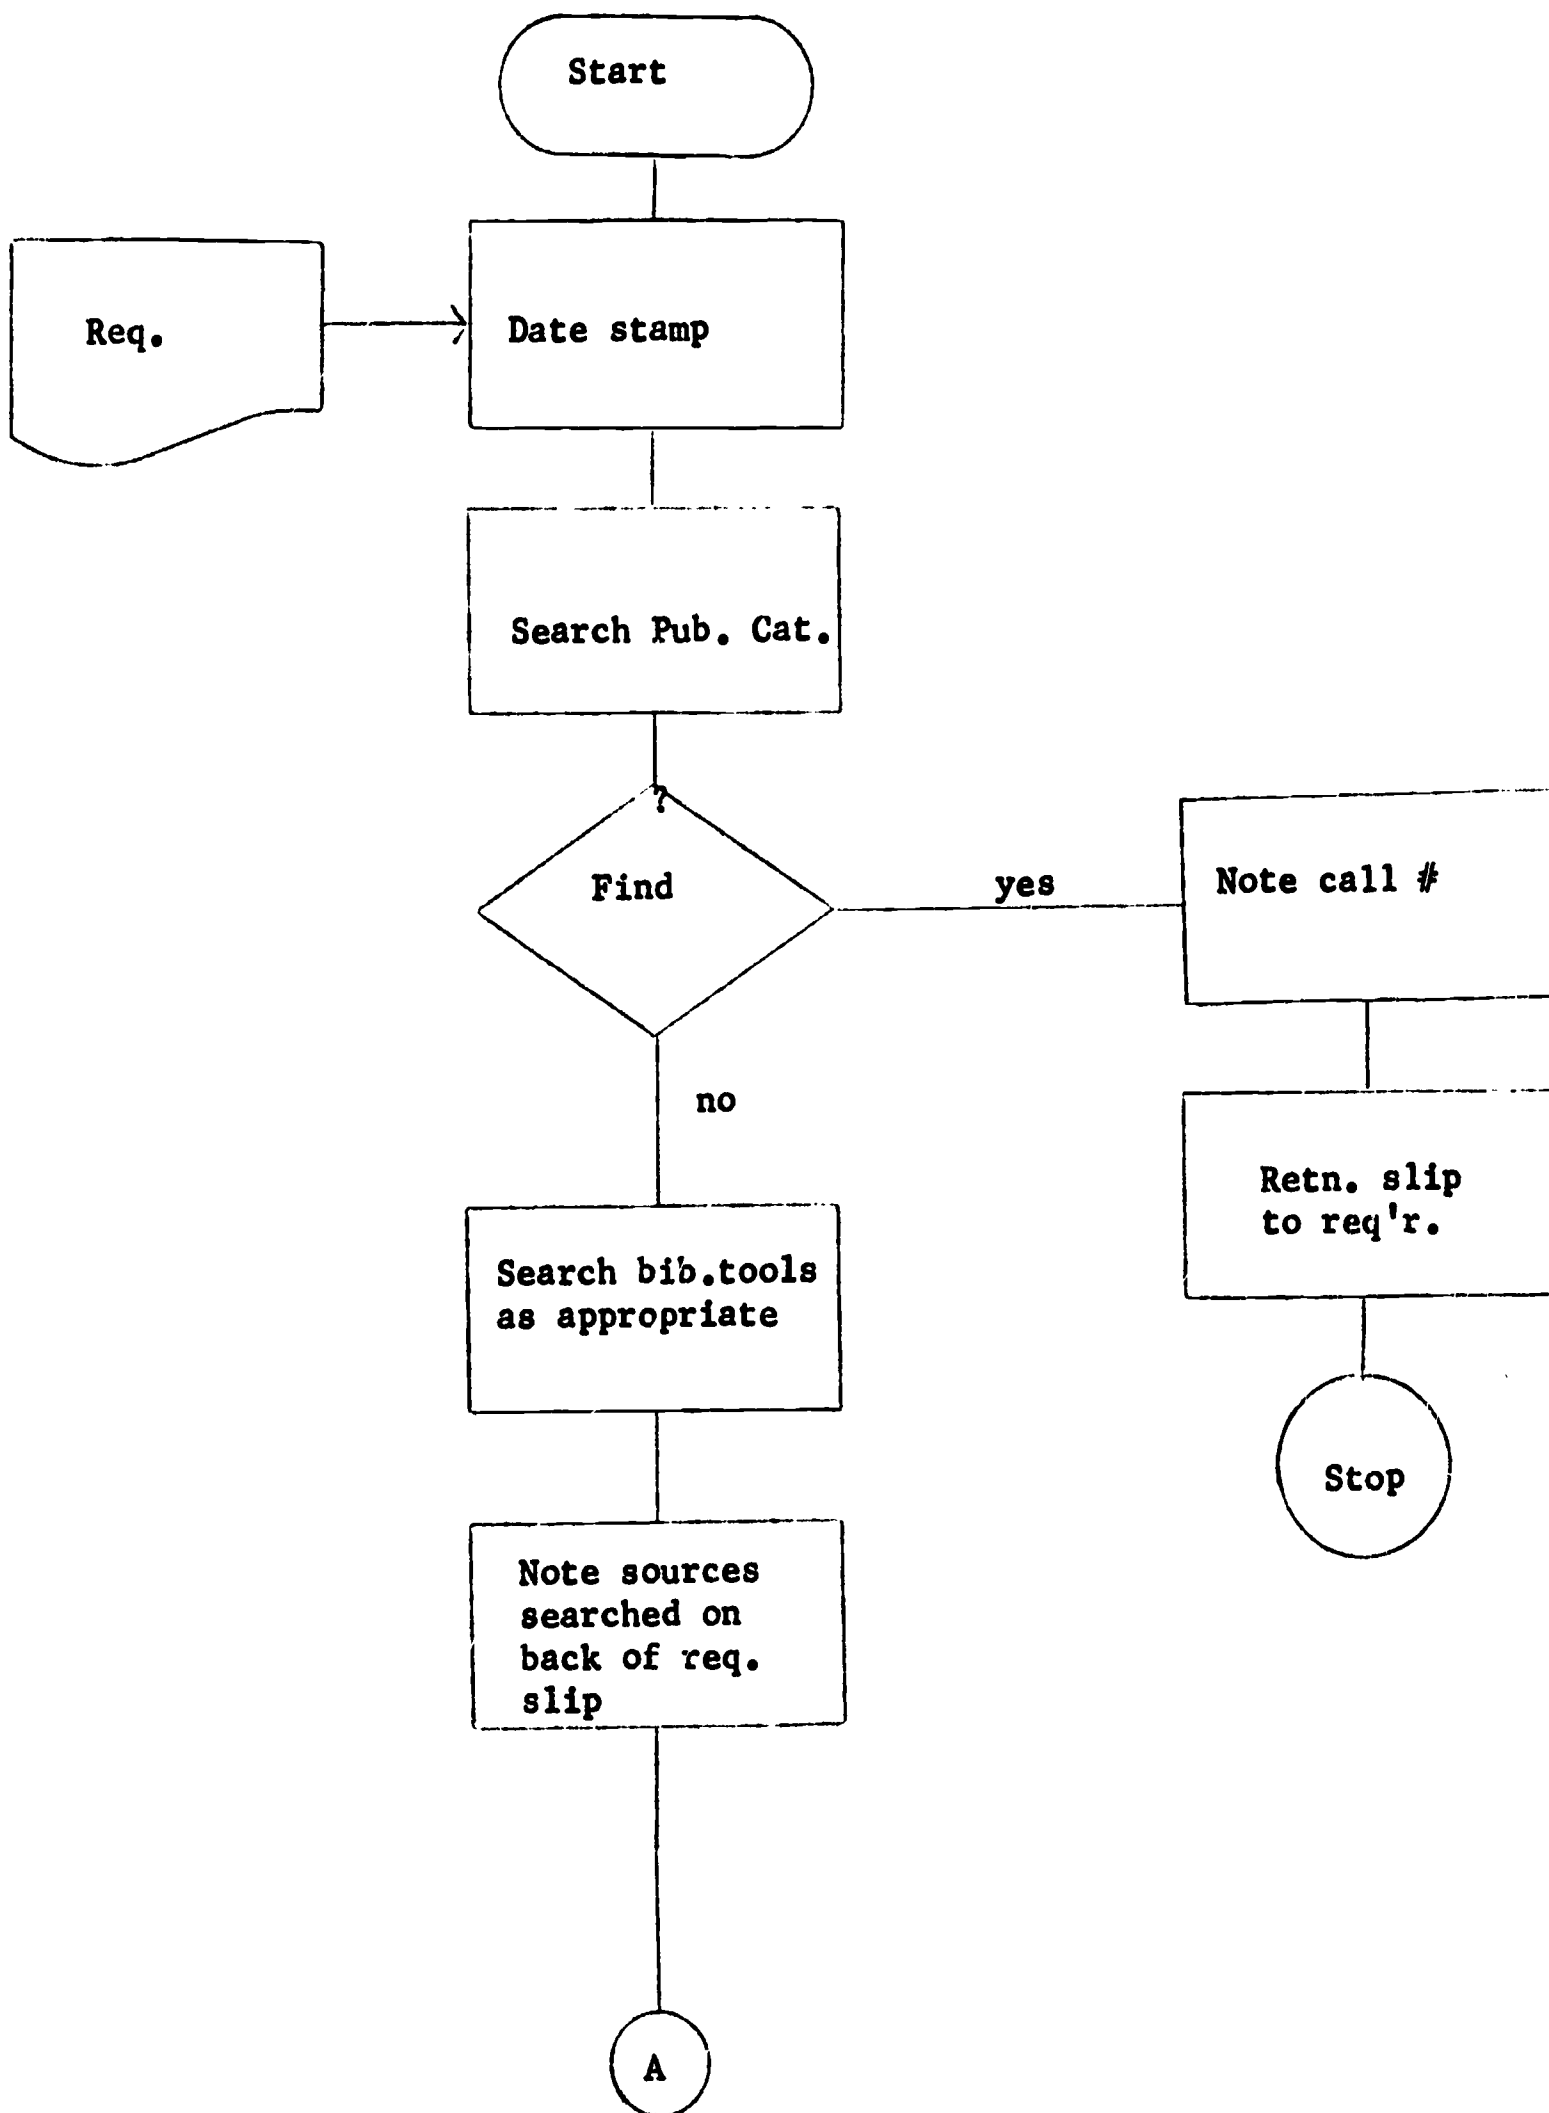 Start
Req.
Date stamp
Search Pub. Cat.
?
Find
yes
Note call #
no
Retn. slip
to req'r.
Search bib.tools
as appropriate
Stop
Note sources
searched on
back of req.
slip
A